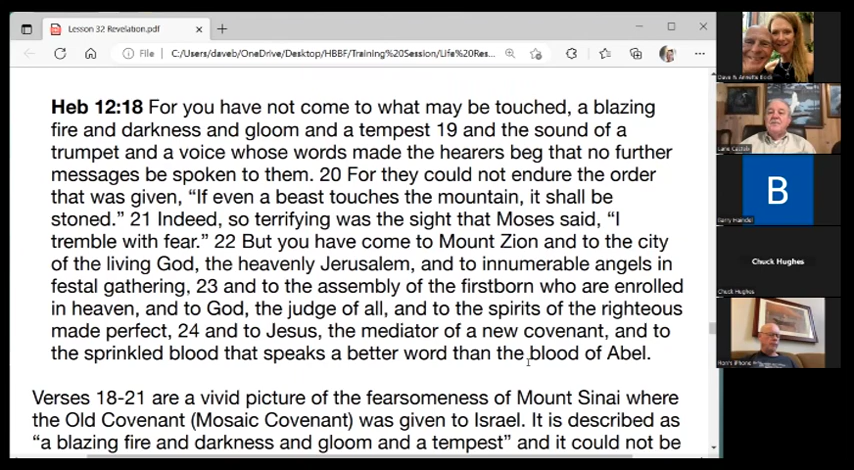 Lesson 32 Revelation.pdf
File
C:/Users/daveb/OneDrive/Desktop/HBBF/Training%20Session/Life%20Res...
Heb 12:18 For you have not come to what may be touched, a blazing
fire and darkness and gloom and a tempest 19 and the sound of a
trumpet and a voice whose words made the hearers beg that no further
messages be spoken to them. 20 For they could not endure the order
that was given, “If even a beast touches the mountain, it shall be
stoned.” 21 Indeed, so terrifying was the sight that Moses said, “I
tremble with fear.” 22 But you have come to Mount Zion and to the city
of the living God, the heavenly Jerusalem, and to innumerable angels in
festal gathering, 23 and to the assembly of the firstborn who are enrolled
in heaven, and to God, the judge of all, and to the spirits of the righteous
made perfect, 24 and to Jesus, the mediator of a new covenant, and to
the sprinkled blood that speaks a better word than the blood of Abel.
Verses 18-21 are a vivid picture of the fearsomeness of Mount Sinai where
the Old Covenant (Mosaic Covenant) was given to Israel. It is described as
“a blazing fire and darkness and gloom and a tempest” and it could not be
B
Chuck Hughes
Chuck Hughes
Ron's iPhone